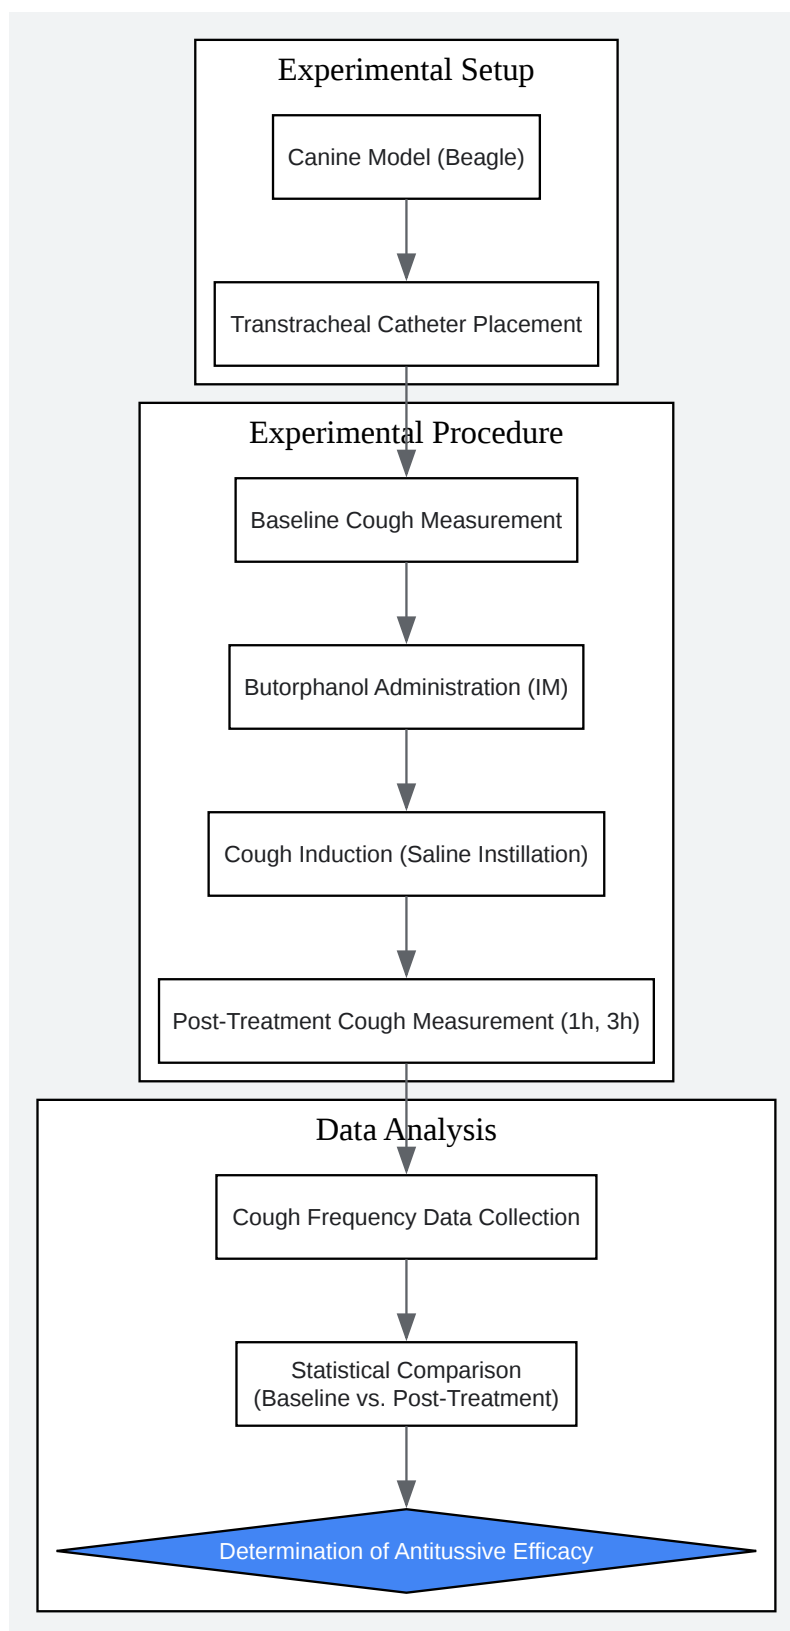 Experimental Setup
Canine Model (Beagle)
Transtracheal Catheter Placement
Experimental Procedure
Baseline Cough Measurement
Butorphanol Administration (IM)
Cough Induction (Saline Instillation)
Post-Treatment Cough Measurement (1h, 3h)
Data Analysis
Cough Frequency Data Collection
Statistical Comparison
(Baseline vs. Post-Treatment)
Determination of Antitussive Efficacy